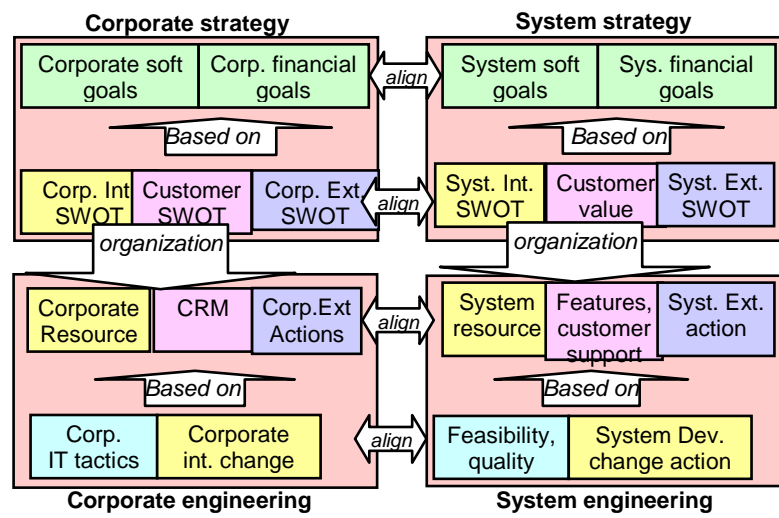 Corporate strategy
System strategy
Corporate soft
goals
Corp. financial
goals
align
System soft
goals
Sys. financial
goals
Based on
Based on
Corp. Int
SWOT
Customer
SWOT
Corp. Ext.
SWOT
align
Syst. Int.
SWOT
Customer
value
Syst. Ext.
SWOT
organization
organization
Corporate
Resource
CRM
Corp.Ext
Actions
align
System
resource
Features,
customer
support
Syst. Ext.
action
Based on
Based on
Corp.
IT tactics
Corporate
int. change
align
Feasibility,
quality
System Dev.
change action
Corporate engineering
System engineering